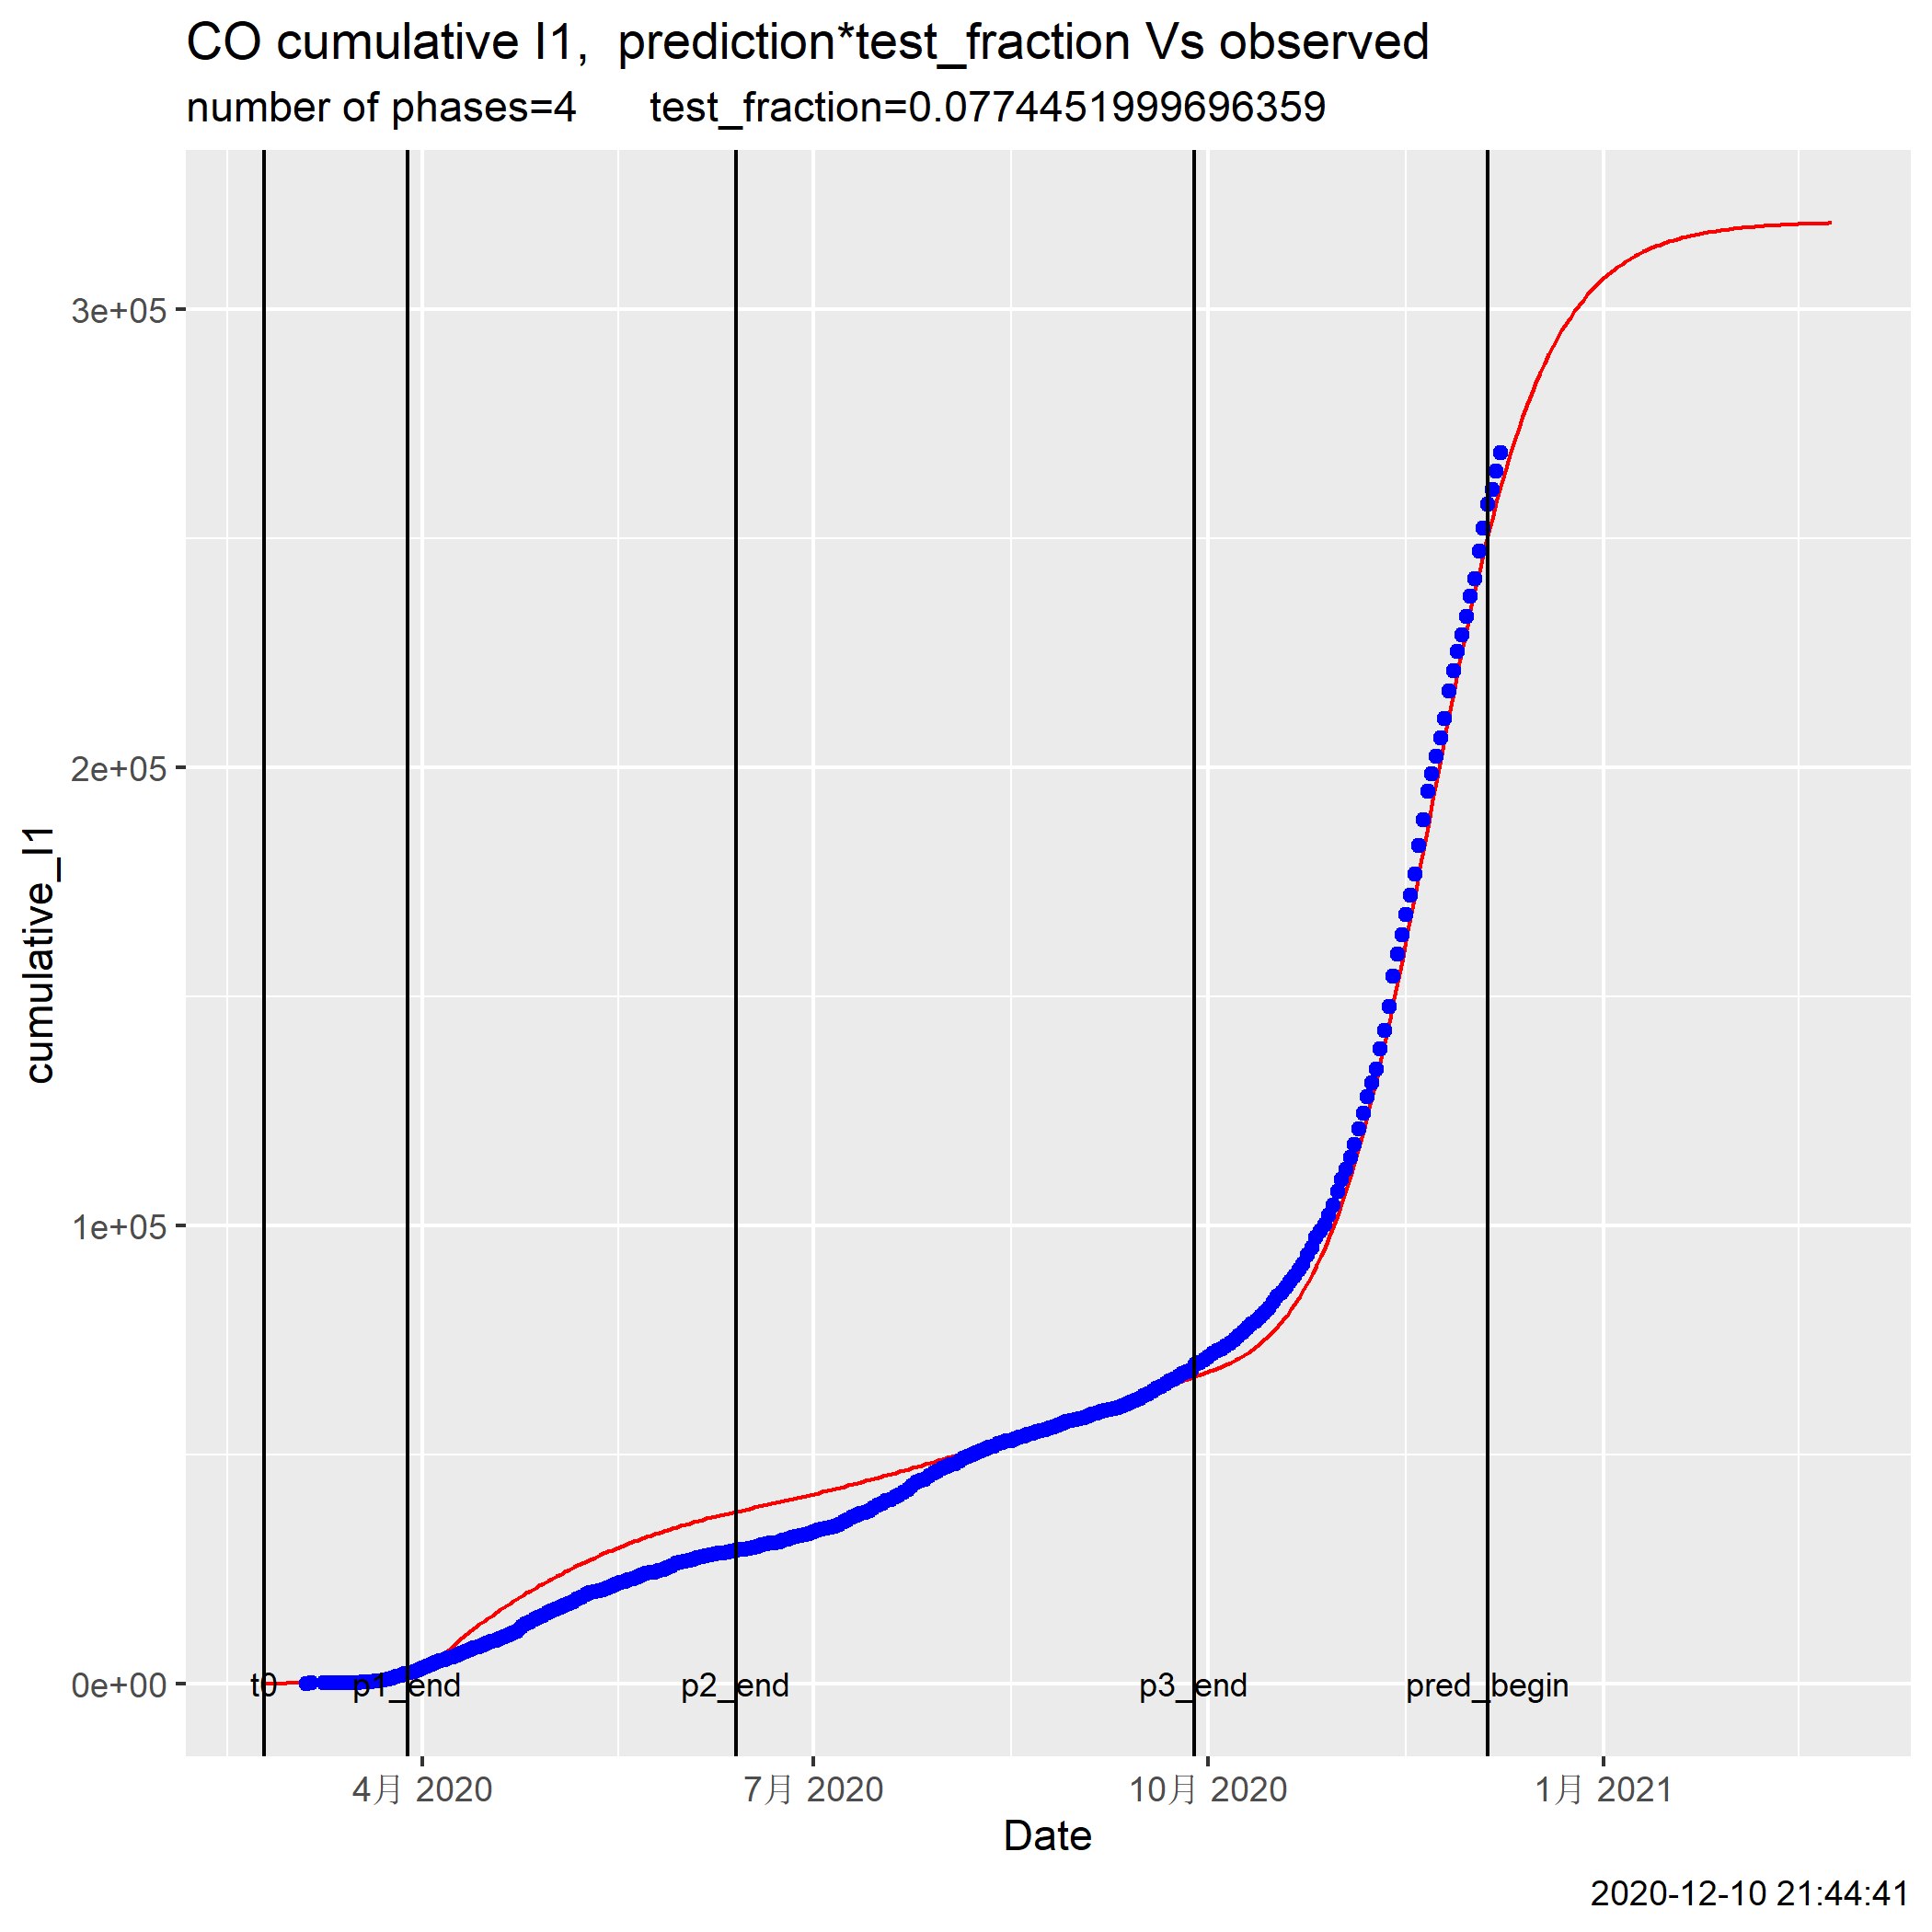 CO cumulative I1,  prediction*test_fraction Vs observed
number of phases=4      test_fraction=0.0774451999696359
3e+05
2e+05
1e+05
0e+00
cumulative_I1
t0
p1_end
p2_end
p3_end
pred_begin
4月 2020
7月 2020
10月 2020
1月 2021
Date
2020-12-10 21:44:41